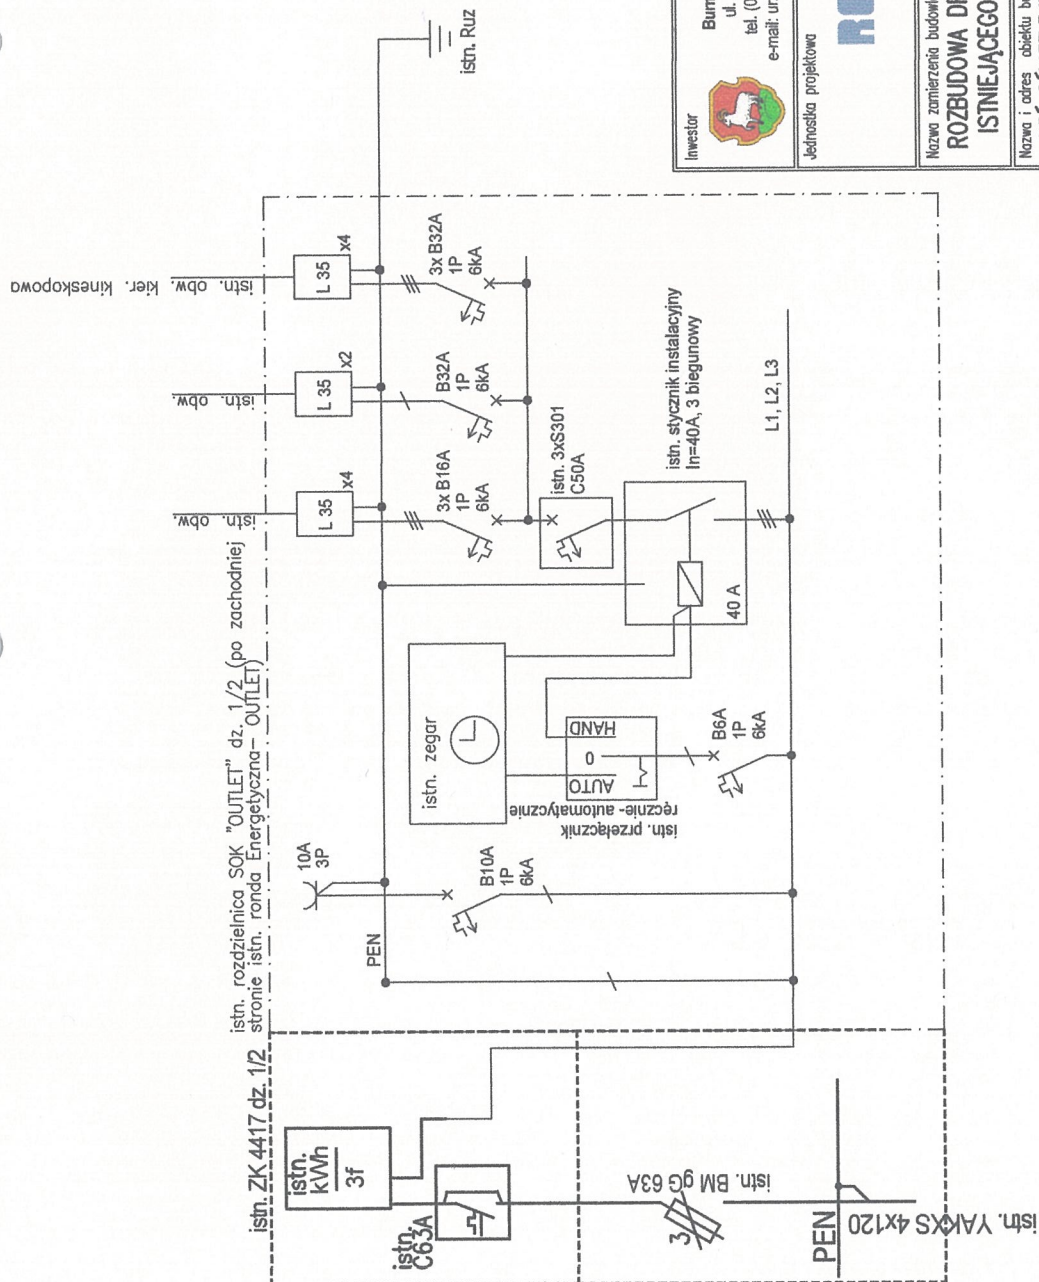 istn. Ruz
istn. obw. kier. kineskopowa
L 35
x4
3x B32A
1P
6kA
istn. obw.
L 35
x2
B32A
1P
6kA
istn. obw.
L 35
x4
3x B16A
1P
6kA
istn. 3xS301
C50A
istn. stycznik instalacyjny
In=40A, 3 biegunowy
40 A
L1, L2, L3
istn. rozdzielnica SOK "OUTLET" dz. 1/2 (po zachodniej
stronie istn. ronda Energetyczna- OUTLET)
istn. zegar
HAND
0
AUTO
istn. przełącznik
ręcznie- automatycznie
B6A
1P
6kA
10A
3P
B10A
1P
6kA
PEN
istn. ZK 4417 dz. 1/2
istn.
kWh
3f
istn.
C63A
3
istn. BM gG 63A
PEN
istn. YAKXS 4x120
Inwestor
ul.
tel. (0
e-mail:
Jednostka projektowa
Nazwa zamierzenia
ROZBUDOWA
ISTNIEJĄCEGO
Nazwa i adres obiektu